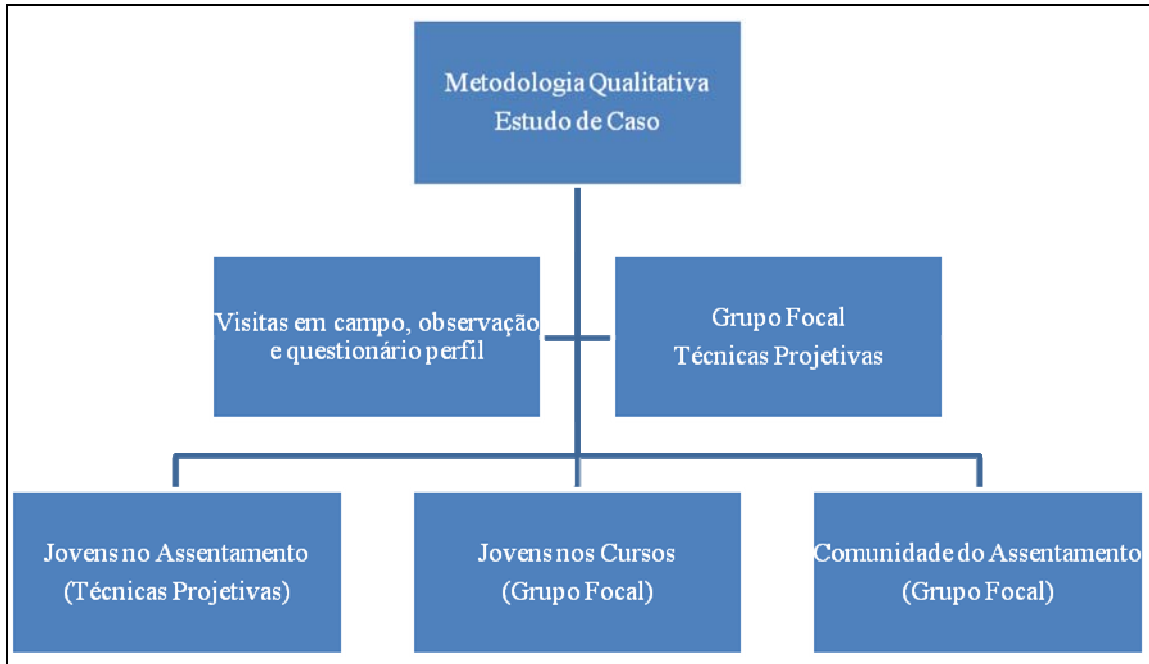 Metodologia Qualitativa
Estudo de Caso
Visitas em campo, observação
e questionário perfil
Grupo Focal
Técnicas Projetivas
Jovens no Assentamento
(Técnicas Projetivas)
Jovens nos Cursos
(Grupo Focal)
Comunidade do Assentamento
(Grupo Focal)